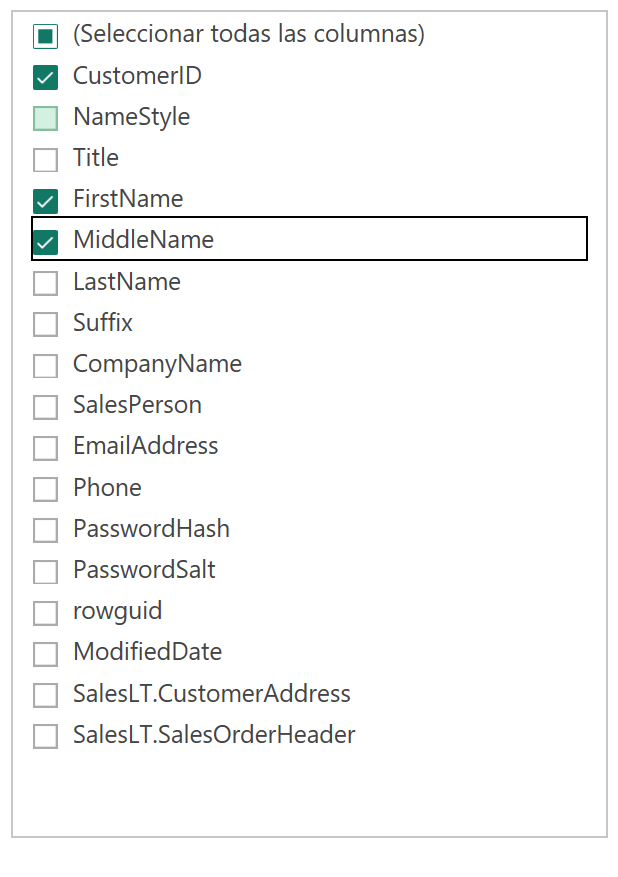 (Seleccionar todas las columnas)
CustomerID
NameStyle
Title
FirstName
MiddleName
LastName
Suffix
CompanyName
SalesPerson
EmailAddress
Phone
PasswordHash
PasswordSalt
rowguid
ModifiedDate
SalesLT.CustomerAddress
SalesLT.SalesOrderHeader